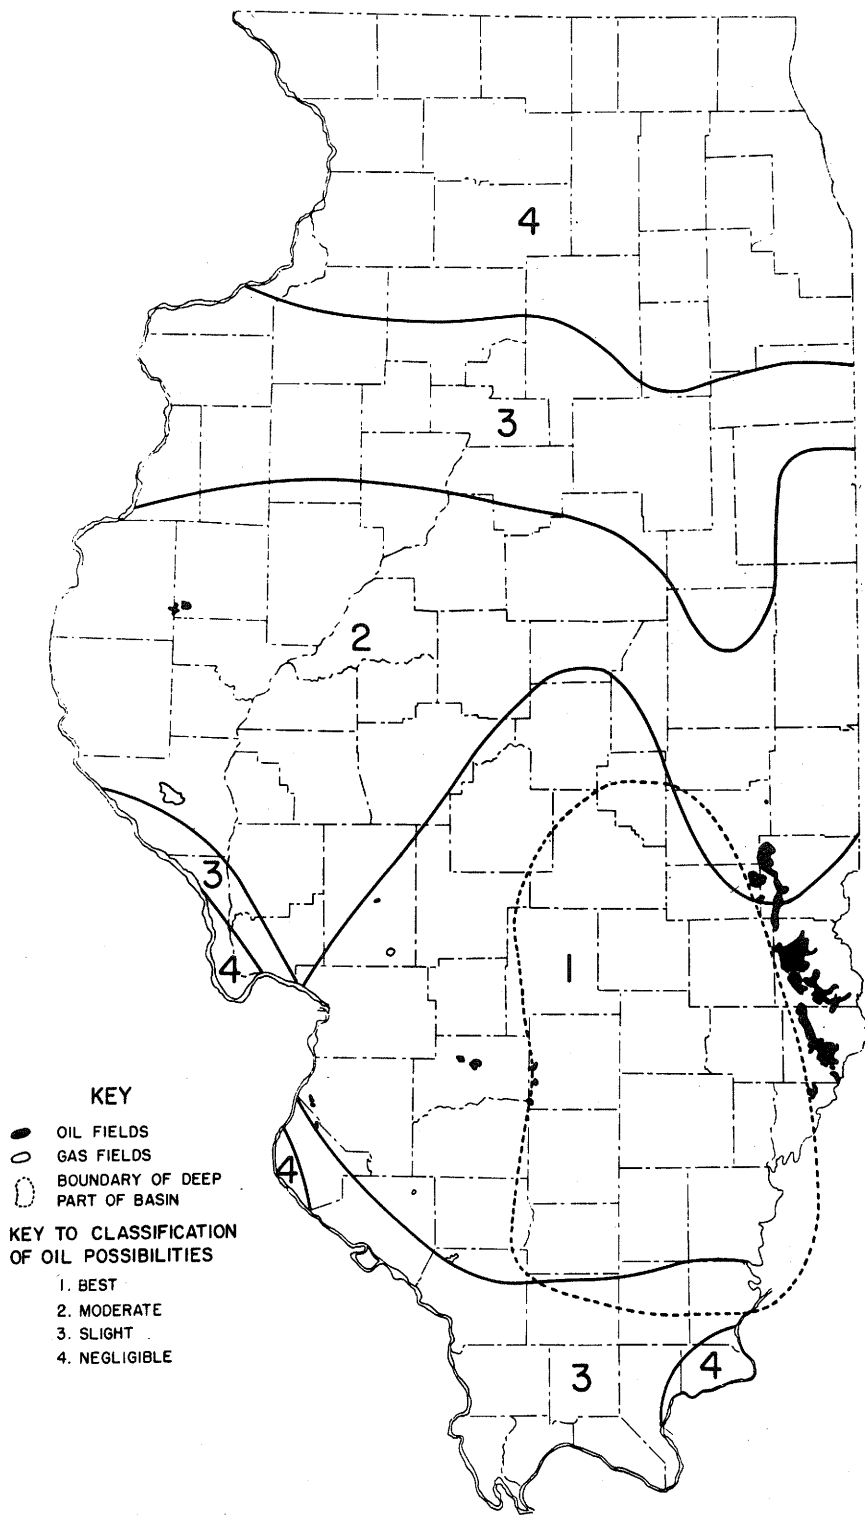 4
3
2
3
4
1
4
3
4
KEY
OIL FIELDS
GAS FIELDS
BOUNDARY OF DEEP
PART OF BASIN
KEY TO CLASSIFICATION
OF OIL POSSIBILITIES
1. BEST
2. MODERATE
3. SLIGHT
4. NEGLIGIBLE